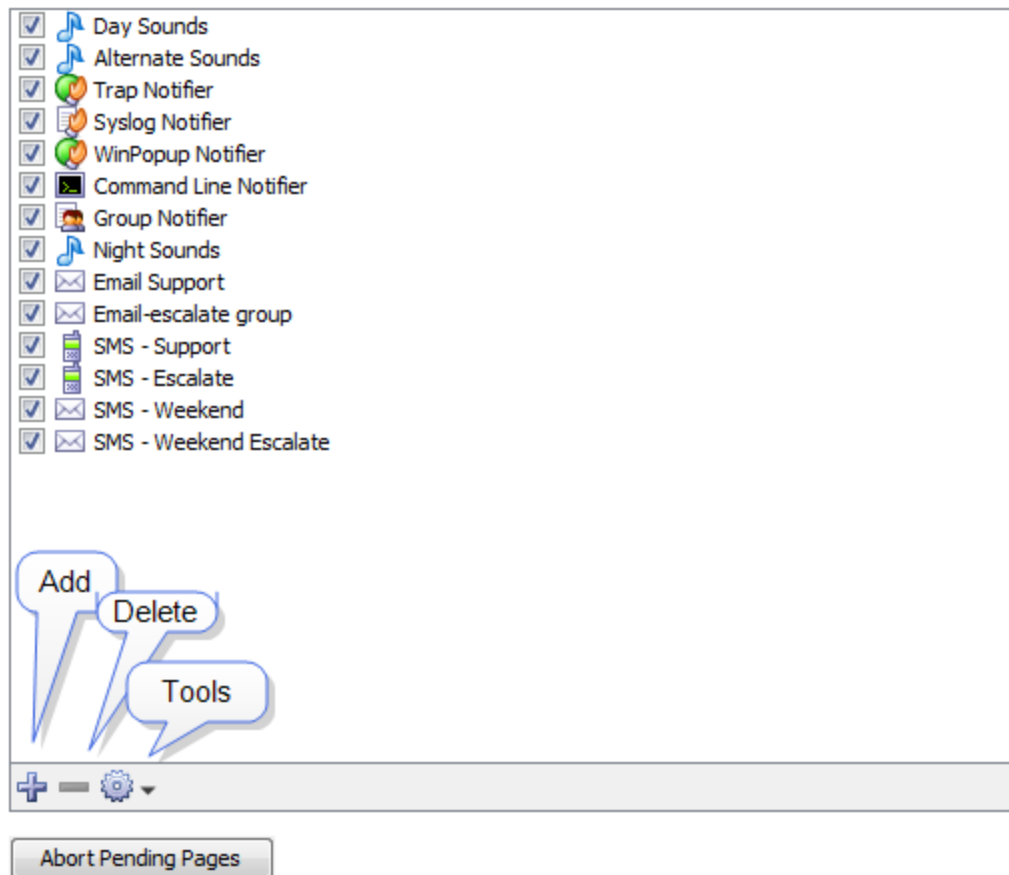 Day Sounds
Alternate Sounds
Trap Notifier
Syslog Notifier
WinPopup Notifier
Command Line Notifier
Group Notifier
Night Sounds
Email Support
Email-escalate group
SMS - Support
SMS - Escalate
SMS - Weekend
SMS - Weekend Escalate
Add
Delete
Tools
Abort Pending Pages